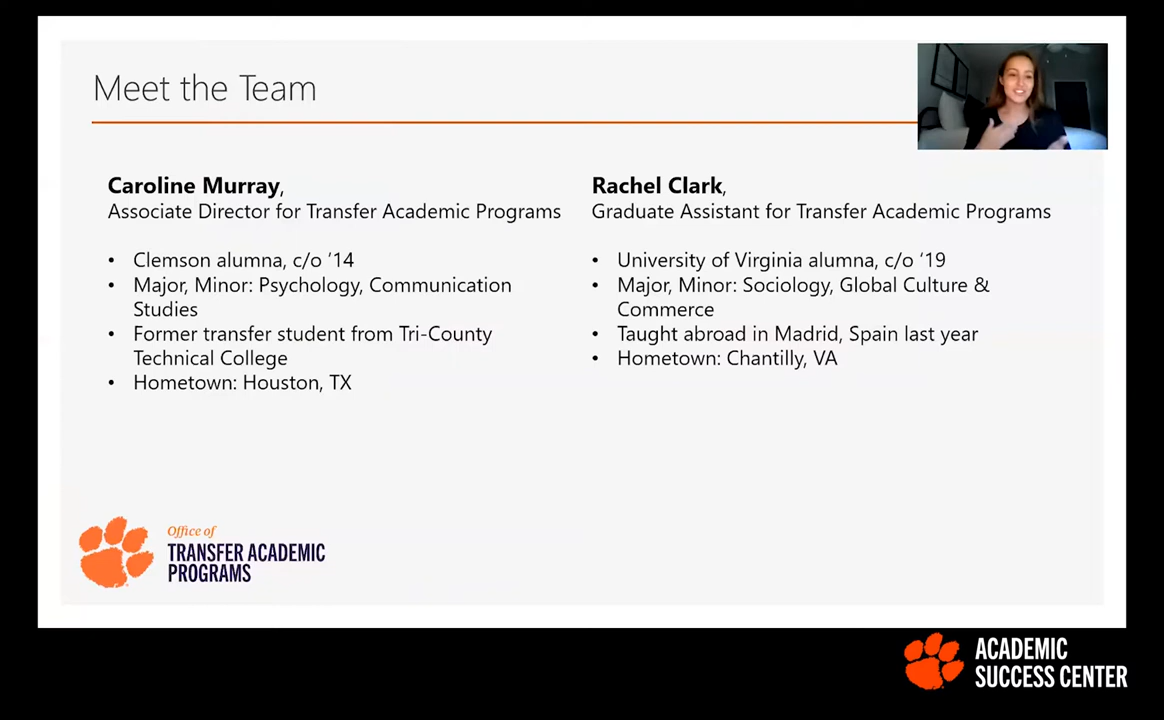 Meet the Team
Caroline Murray,
Associate Director for Transfer Academic Programs
• Clemson alumna, c/o ‘14
• Major, Minor: Psychology, Communication
Studies
• Former transfer student from Tri-County
Technical College
• Hometown: Houston, TX
Rachel Clark,
Graduate Assistant for Transfer Academic Programs
• University of Virginia alumna, c/o ‘19
• Major, Minor: Sociology, Global Culture &
Commerce
• Taught abroad in Madrid, Spain last year
• Hometown: Chantilly, VA
Office of
TRANSFER ACADEMIC
PROGRAMS
ACADEMIC
SUCCESS CENTER